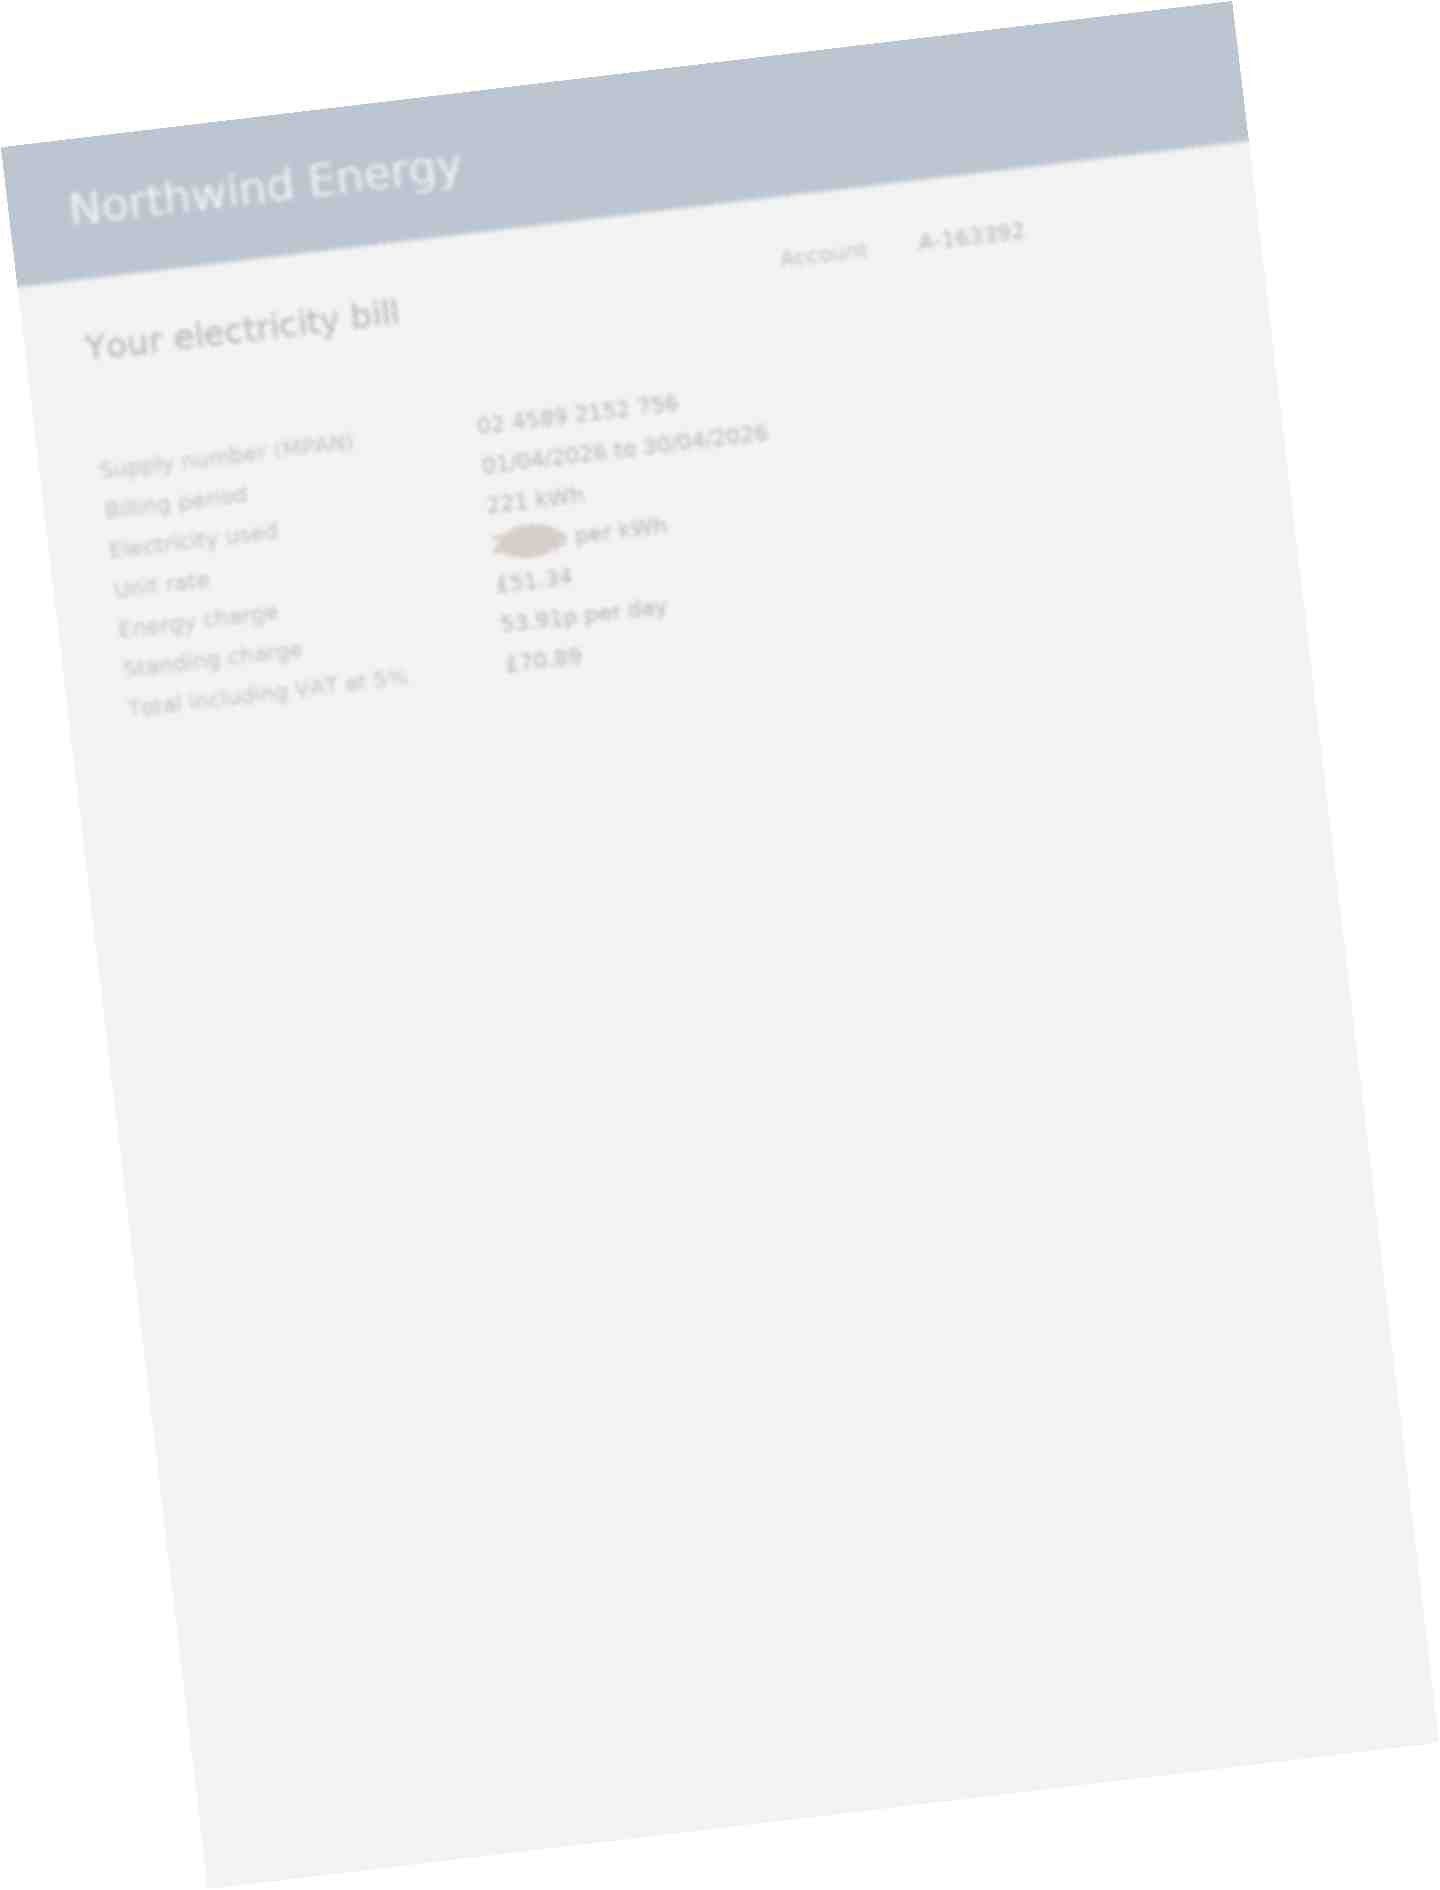 Northwind Energy
Account A-163392
Your electricity bill
Supply number (MPAN) 02 4589 2152 756
Billing period 01/04/2026 to 30/04/2026
Electricity used 221 kWh
Unit rate per kWh
Energy charge £51.34
Standing charge 53.91p per day
Total including VAT at 5% £70.89